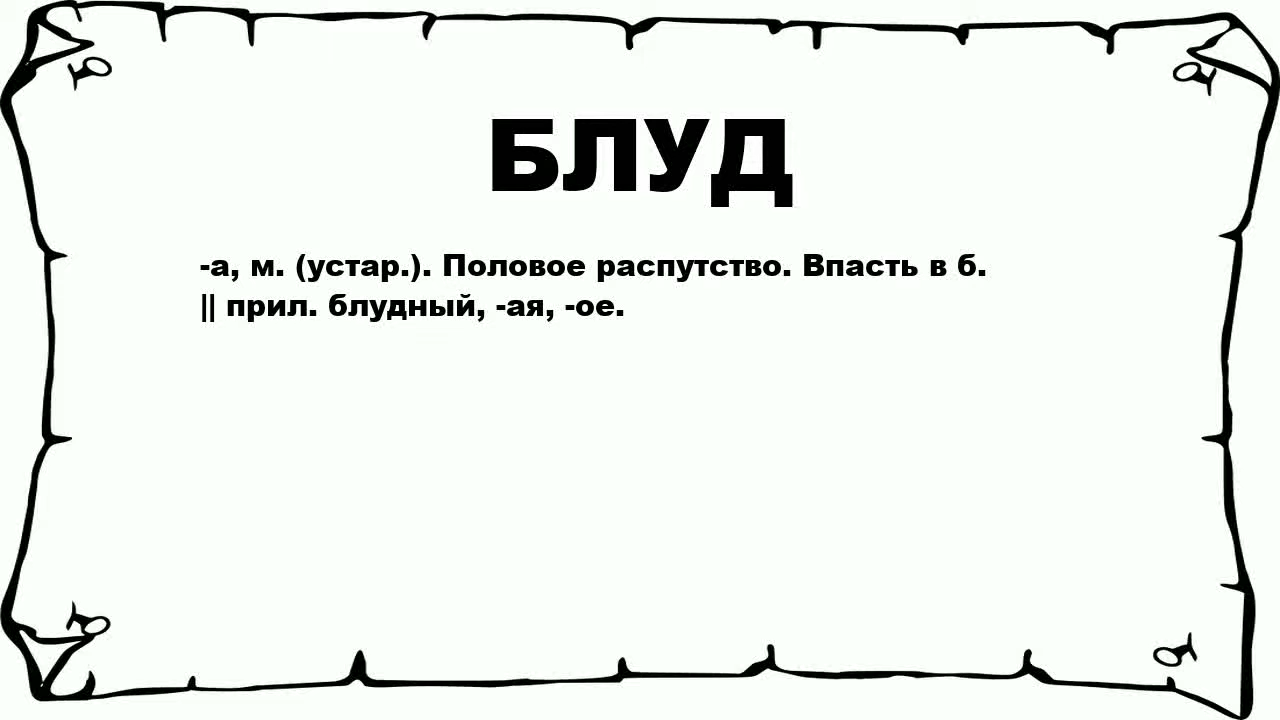 БЛУД
-а, м. (устар.). Половое распутство. Впасть в б.
|| прил. блудный, -ая, -ое.